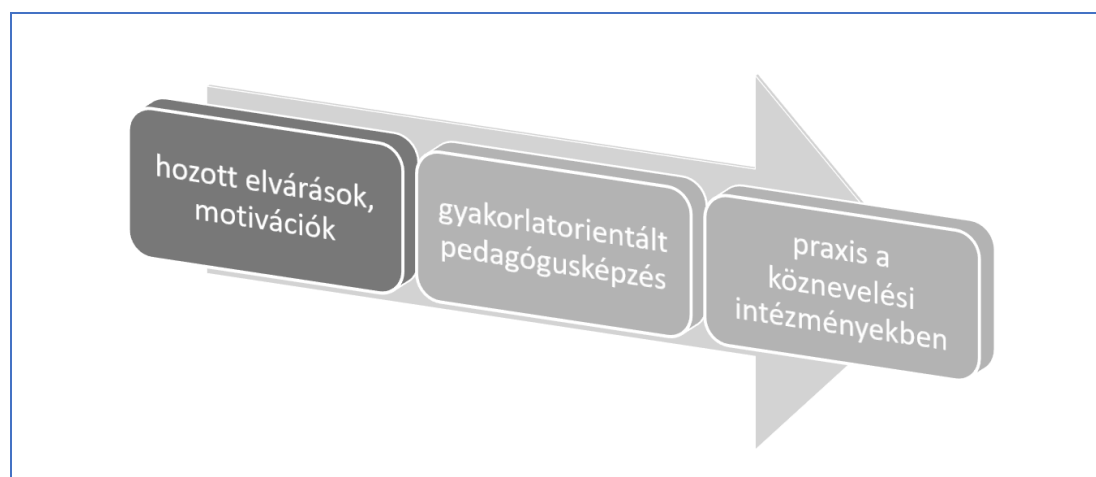 hozott elvárások,
motivációk
gyakorlatorientált
pedagógusképzés
praxis a
köznevelési
intézményekben